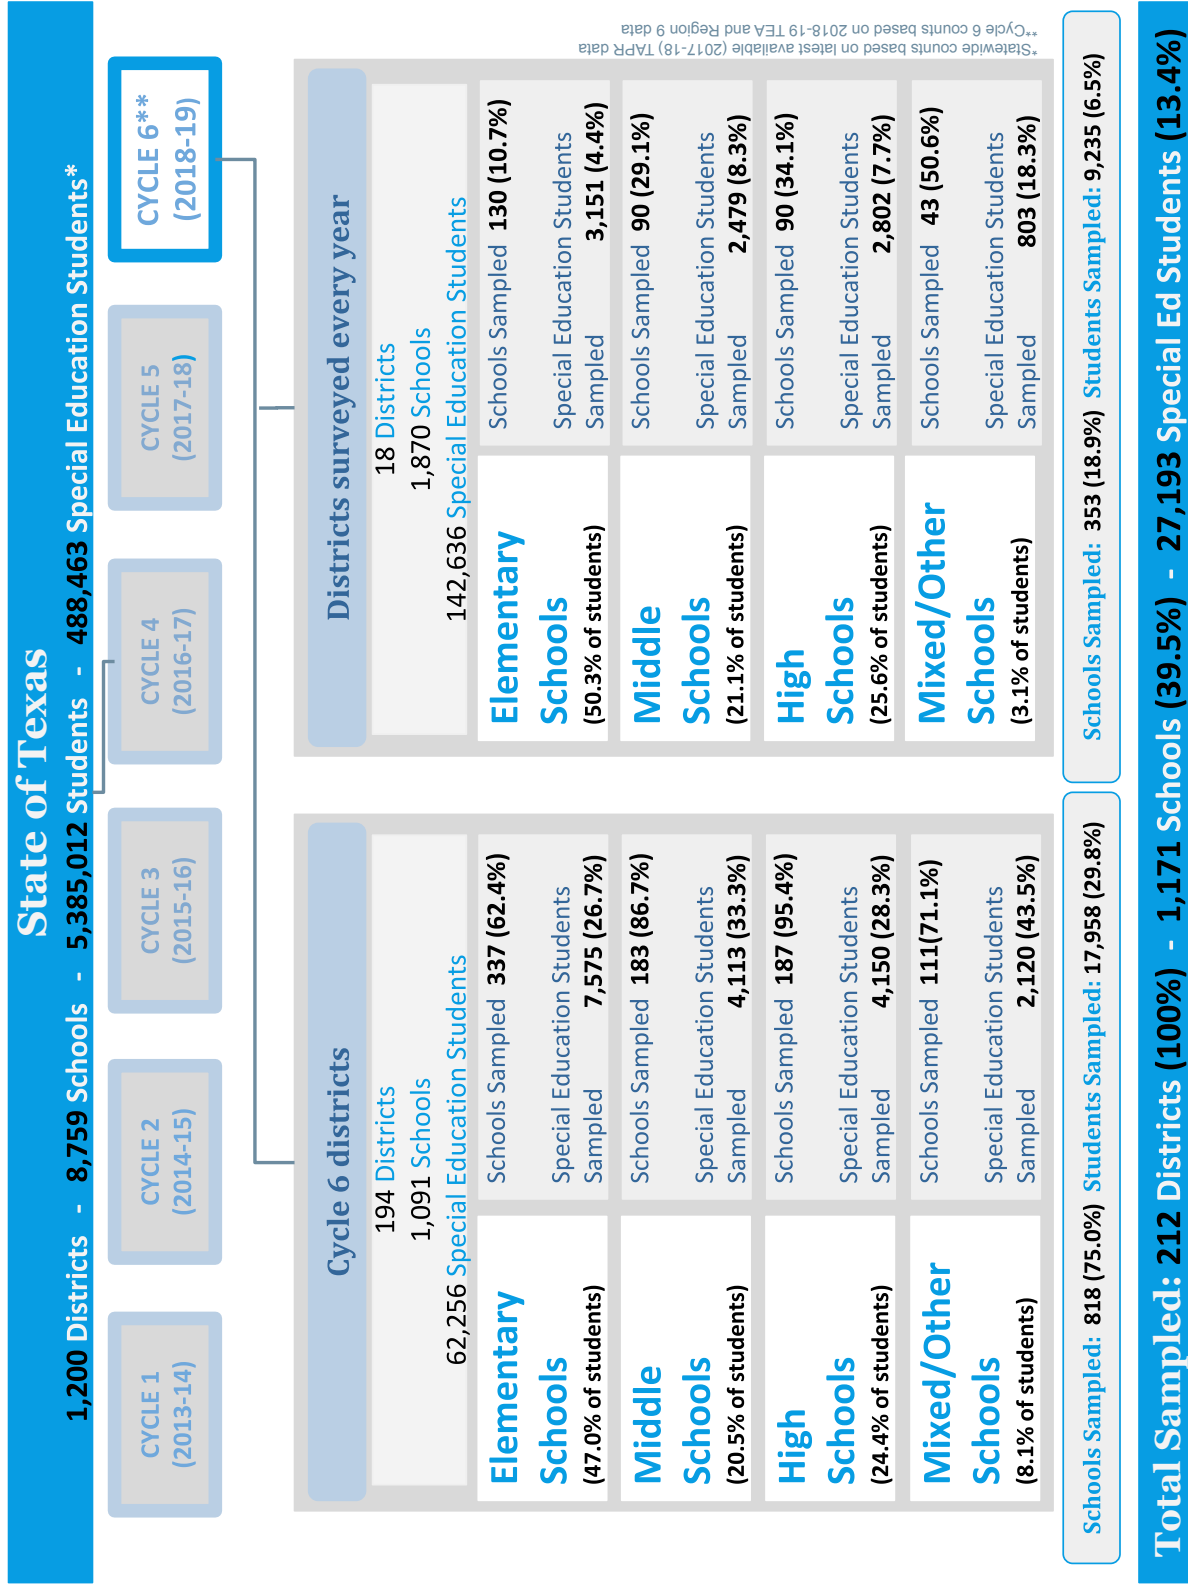 State of Texas
1,200 Districts - 8,759 Schools - 5,385,012 Students - 488,463 Special Education Students*
CYCLE 1
(2013-14)
CYCLE 2
(2014-15)
CYCLE 3
(2015-16)
CYCLE 4
(2016-17)
CYCLE 5
(2017-18)
CYCLE 6**
(2018-19)
Cycle 6 districts
194 Districts
1,091 Schools
62,256 Special Education Students
Elementary
Schools
(47.0% of students)
Schools Sampled 337 (62.4%)
Special Education Students
Sampled 7,575 (26.7%)
Middle
Schools
(20.5% of students)
Schools Sampled 183 (86.7%)
Special Education Students
Sampled 4,113 (33.3%)
High
Schools
(24.4% of students)
Schools Sampled 187 (95.4%)
Special Education Students
Sampled 4,150 (28.3%)
Mixed/Other
Schools
(8.1% of students)
Schools Sampled 111(71.1%)
Special Education Students
Sampled 2,120 (43.5%)
Schools Sampled: 818 (75.0%) Students Sampled: 17,958 (29.8%)
Districts surveyed every year
18 Districts
1,870 Schools
142,636 Special Education Students
Elementary
Schools
(50.3% of students)
Schools Sampled 130 (10.7%)
Special Education Students
Sampled 3,151 (4.4%)
Middle
Schools
(21.1% of students)
Schools Sampled 90 (29.1%)
Special Education Students
Sampled 2,479 (8.3%)
High
Schools
(25.6% of students)
Schools Sampled 90 (34.1%)
Special Education Students
Sampled 2,802 (7.7%)
Mixed/Other
Schools
(3.1% of students)
Schools Sampled 43 (50.6%)
Special Education Students
Sampled 803 (18.3%)
Schools Sampled: 353 (18.9%) Students Sampled: 9,235 (6.5%)
*Statewide counts based on latest available (2017-18) TAPR data
**Cycle 6 counts based on 2018-19 TEA and Region 9 data
Total Sampled: 212 Districts (100%) - 1,171 Schools (39.5%) - 27,193 Special Ed Students (13.4%)